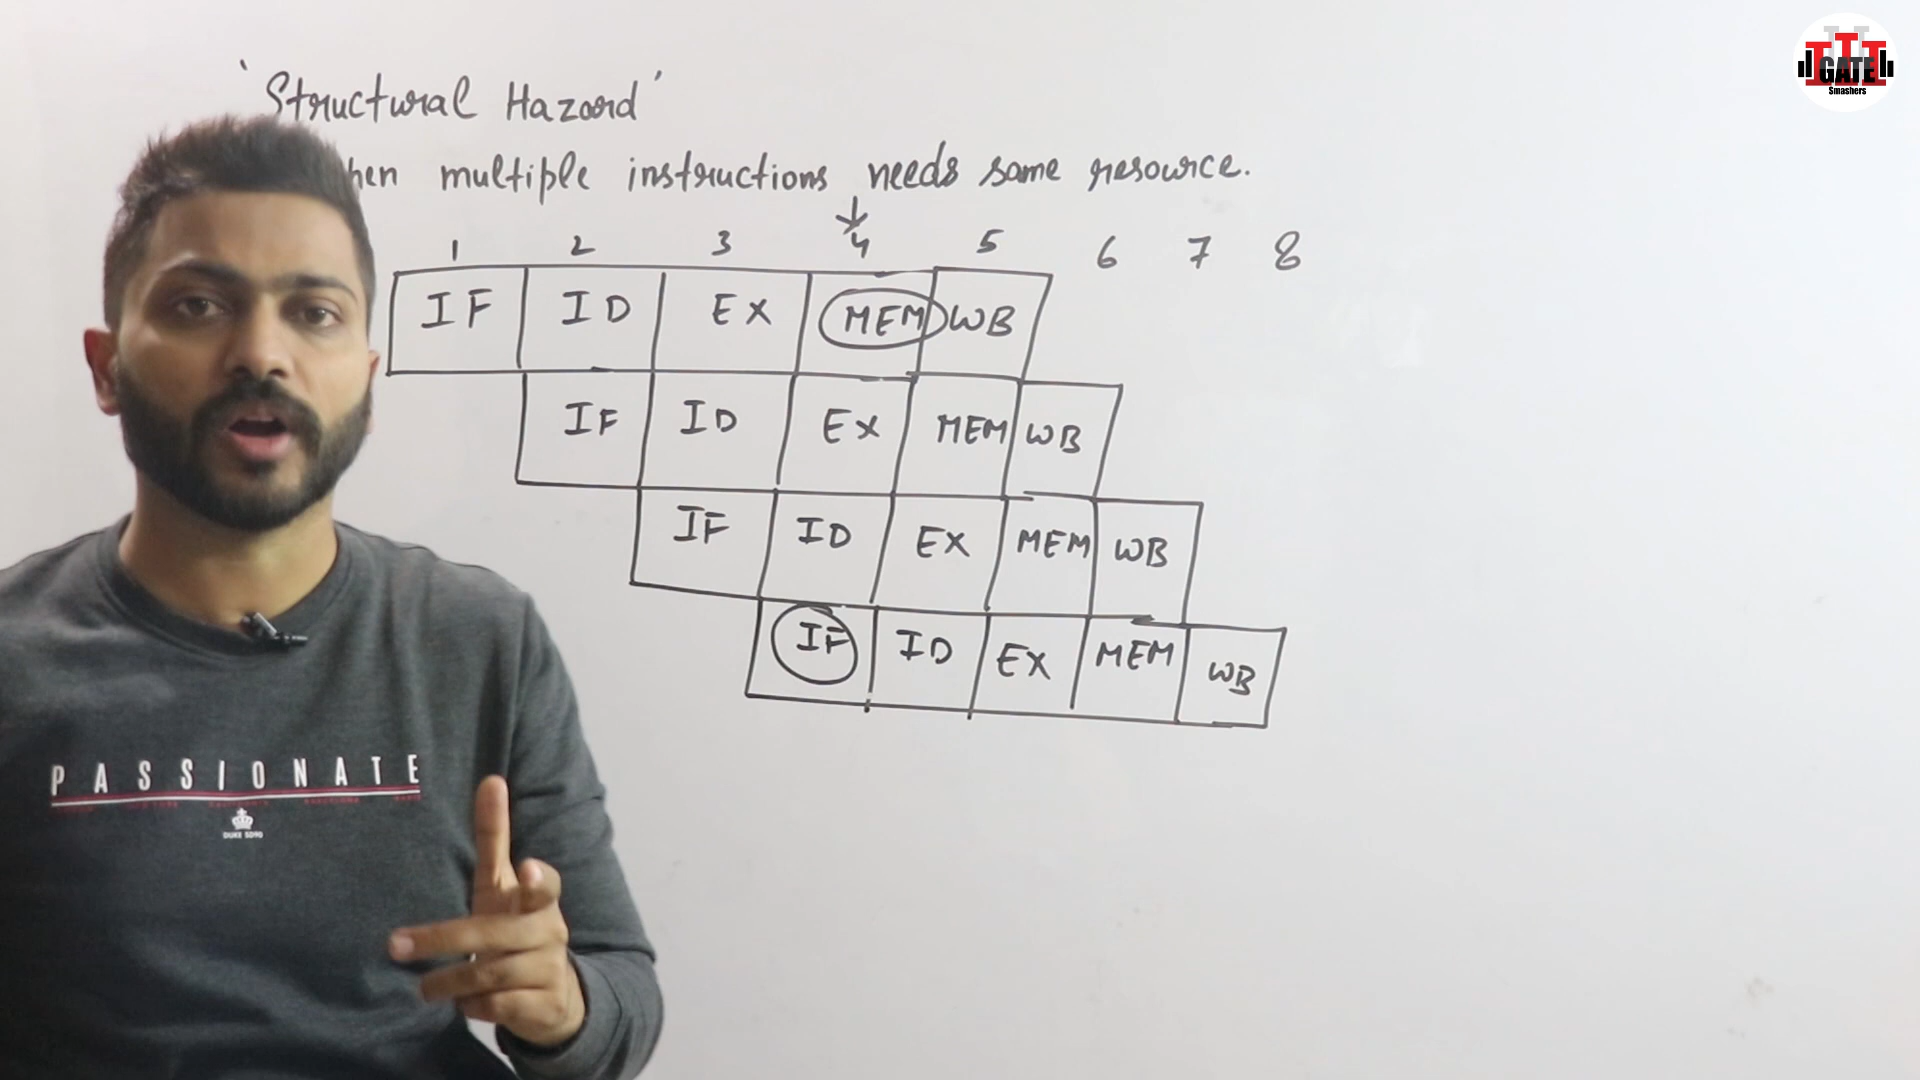 'Structural Hazard'
hen multiple instructions needs same resource.
1 2 3 4 5 6 7 8
IF ID EX MEM WB
IF ID EX MEM WB
IF ID EX MEM WB
IF ID EX MEM WB
PASSIONATE
DUKE SD90
GATE
Smashers